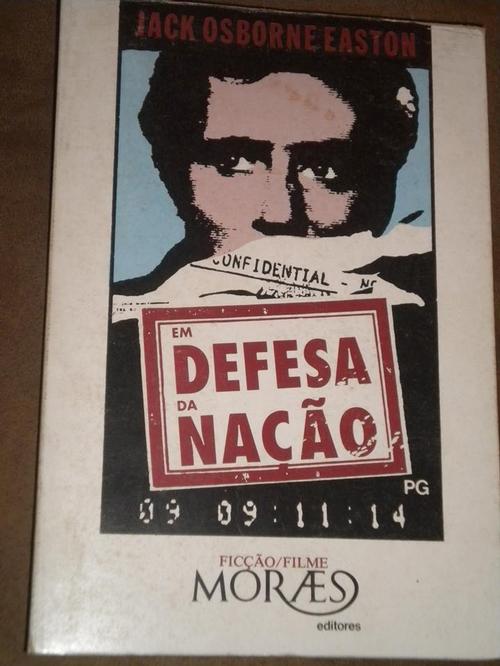 JACK OSBORNE EASTON
CONFIDENTIAL -
EM
DEFESA
DA
NAÇÃO
PG
09 09:11:14
FICÇÃO/FILME
MORÆS
editores